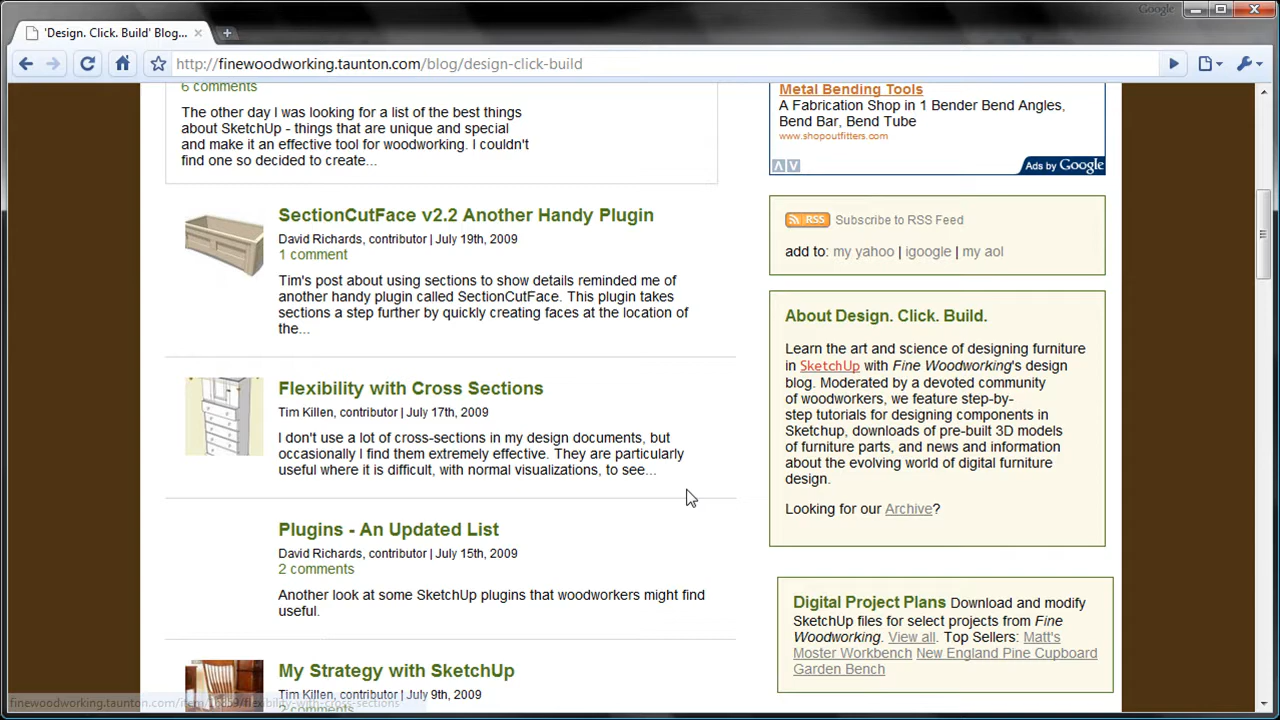 Google
'Design. Click. Build' Blog...
http://finewoodworking.taunton.com/blog/design-click-build
6 comments
The other day I was looking for a list of the best things
about SketchUp - things that are unique and special
and make it an effective tool for woodworking. I couldn't
find one so decided to create...
SectionCutFace v2.2 Another Handy Plugin
David Richards, contributor | July 19th, 2009
1 comment
Tim's post about using sections to show details reminded me of
another handy plugin called SectionCutFace. This plugin takes
sections a step further by quickly creating faces at the location of
the...
Flexibility with Cross Sections
Tim Killen, contributor | July 17th, 2009
I don't use a lot of cross-sections in my design documents, but
occasionally I find them extremely effective. They are particularly
useful where it is difficult, with normal visualizations, to see...
Plugins - An Updated List
David Richards, contributor | July 15th, 2009
2 comments
Another look at some SketchUp plugins that woodworkers might find
useful.
My Strategy with SketchUp
Tim Killen, contributor | July 9th, 2009
2 comments
Metal Bending Tools
A Fabrication Shop in 1 Bender Bend Angles,
Bend Bar, Bend Tube
www.shopoutfitters.com
Ads by Google
RSS Subscribe to RSS Feed
add to: my yahoo | igoogle | my aol
About Design. Click. Build.
Learn the art and science of designing furniture
in SketchUp with Fine Woodworking's design
blog. Moderated by a devoted community
of woodworkers, we feature step-by-
step tutorials for designing components in
Sketchup, downloads of pre-built 3D models
of furniture parts, and news and information
about the evolving world of digital furniture
design.
Looking for our Archive?
Digital Project Plans Download and modify
SketchUp files for select projects from Fine
Woodworking. View all. Top Sellers: Matt's
Moster Workbench New England Pine Cupboard
Garden Bench